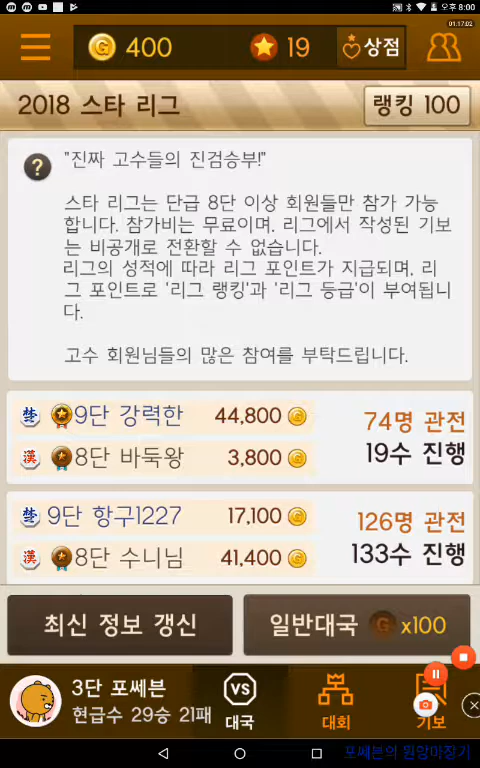 오후 8:00
01:17:02
G 400 19 상점
2018 스타 리그 랭킹 100
?
"진짜 고수들의 진검승부!"
스타 리그는 단급 8단 이상 회원들만 참가 가능
합니다. 참가비는 무료이며, 리그에서 작성된 기보
는 비공개로 전환할 수 없습니다.
리그의 성적에 따라 리그 포인트가 지급되며, 리
그 포인트로 '리그 랭킹'과 '리그 등급'이 부여됩니
다.
고수 회원님들의 많은 참여를 부탁드립니다.
楚 9단 강력한 44,800 G
74명 관전
漢 8단 바둑왕 3,800 G
19수 진행
楚 9단 항구1227 17,100 G
126명 관전
漢 8단 수니님 41,400 G
133수 진행
최신 정보 갱신
일반대국 G x100
3단 포쎄븐
현급수 29승 21패
VS
대국
대회
기보
포쎄븐의 원앙마장기